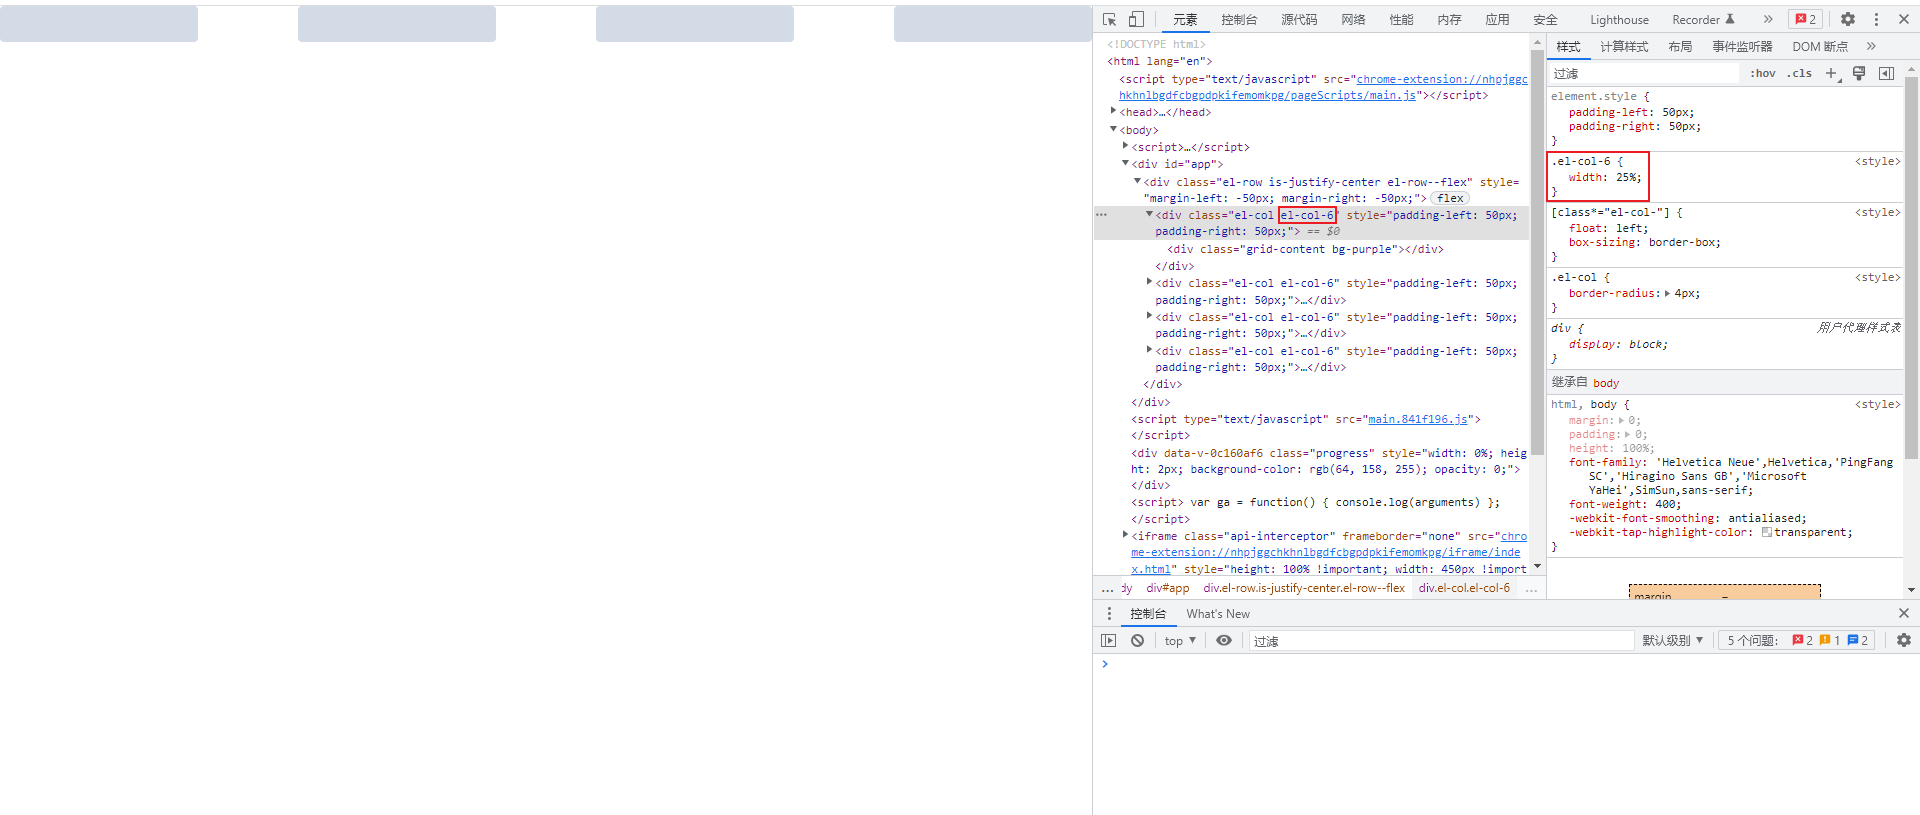 元素 控制台 源代码 网络 性能 内存 应用 安全 Lighthouse Recorder » 2
<!DOCTYPE html>
<html lang="en">
<script type="text/javascript" src="chrome-extension://nhpjggc
hkhnlbgdfcbgpdpkifemomkpg/pageScripts/main.js"></script>
<head>…</head>
<body>
<script>…</script>
<div id="app">
<div class="el-row is-justify-center el-row--flex" style=
"margin-left: -50px; margin-right: -50px;"> flex
<div class="el-col el-col-6" style="padding-left: 50px;
padding-right: 50px;"> == $0
<div class="grid-content bg-purple"></div>
</div>
<div class="el-col el-col-6" style="padding-left: 50px;
padding-right: 50px;">…</div>
<div class="el-col el-col-6" style="padding-left: 50px;
padding-right: 50px;">…</div>
<div class="el-col el-col-6" style="padding-left: 50px;
padding-right: 50px;">…</div>
</div>
</div>
<script type="text/javascript" src="main.841f196.js">
</script>
<div data-v-0c160af6 class="progress" style="width: 0%; heig
ht: 2px; background-color: rgb(64, 158, 255); opacity: 0;">
</div>
<script> var ga = function() { console.log(arguments) };
</script>
<iframe class="api-interceptor" frameborder="none" src="chro
me-extension://nhpjggchkhnlbgdfcbgpdpkifemomkpg/iframe/inde
x.html" style="height: 100% !important; width: 450px !import
… dy div#app div.el-row.is-justify-center.el-row--flex div.el-col.el-col-6 …
样式 计算样式 布局 事件监听器 DOM 断点 »
过滤 :hov .cls +
element.style {
padding-left: 50px;
padding-right: 50px;
}
.el-col-6 { <style>
width: 25%;
}
[class*="el-col-"] { <style>
float: left;
box-sizing: border-box;
}
.el-col { <style>
border-radius: 4px;
}
div { 用户代理样式表
display: block;
}
继承自 body
html, body { <style>
margin: 0;
padding: 0;
height: 100%;
font-family: 'Helvetica Neue',Helvetica,'PingFang
SC','Hiragino Sans GB','Microsoft
YaHei',SimSun,sans-serif;
font-weight: 400;
-webkit-font-smoothing: antialiased;
-webkit-tap-highlight-color: transparent;
}
margin –
控制台 What's New
top 过滤 默认级别 5 个问题: 2 1 2